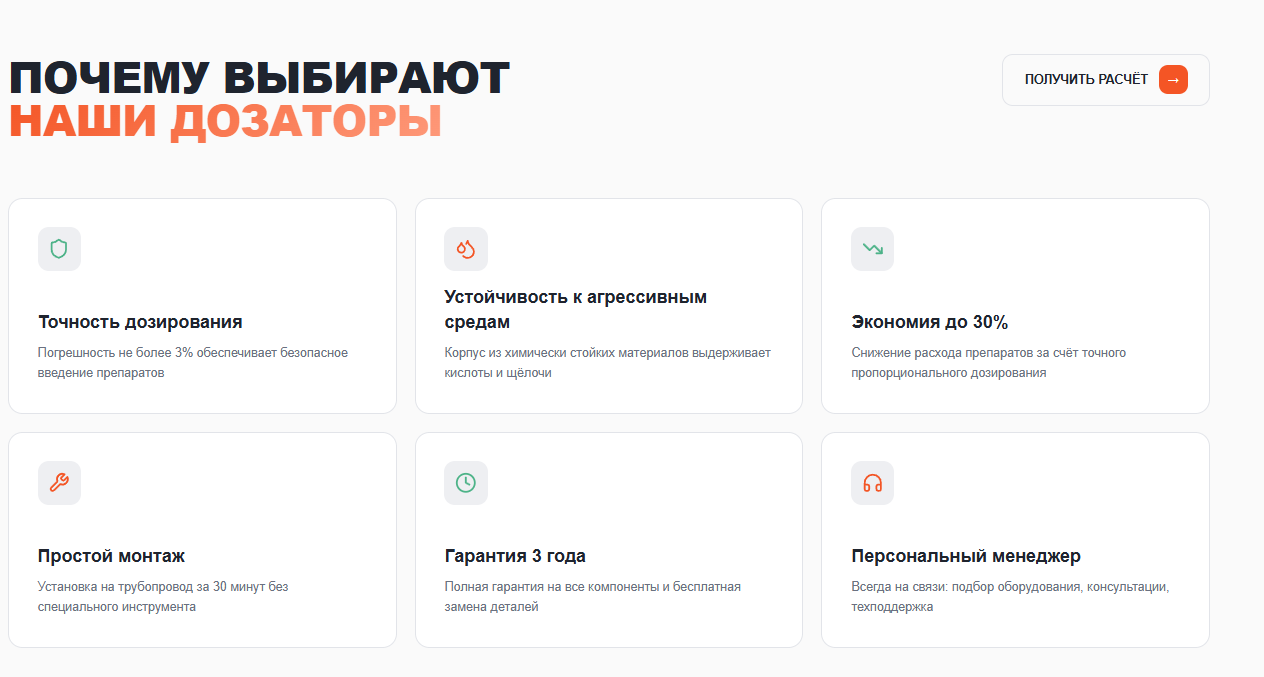 ПОЧЕМУ ВЫБИРАЮТ
НАШИ ДОЗАТОРЫ
ПОЛУЧИТЬ РАСЧЁТ →
Точность дозирования
Погрешность не более 3% обеспечивает безопасное
введение препаратов
Устойчивость к агрессивным
средам
Корпус из химически стойких материалов выдерживает
кислоты и щёлочи
Экономия до 30%
Снижение расхода препаратов за счёт точного
пропорционального дозирования
Простой монтаж
Установка на трубопровод за 30 минут без
специального инструмента
Гарантия 3 года
Полная гарантия на все компоненты и бесплатная
замена деталей
Персональный менеджер
Всегда на связи: подбор оборудования, консультации,
техподдержка